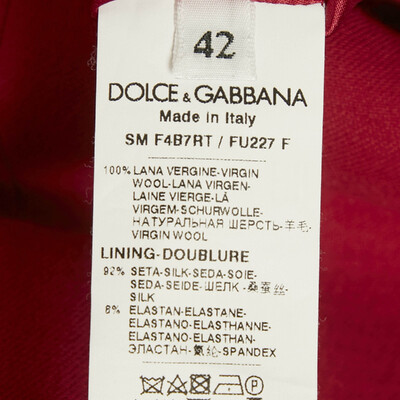 42
DOLCE & GABBANA
Made in Italy
SM F4B7RT / FU227 F
100% LANA VERGINE-VIRGIN
WOOL-LANA VIRGEN-
LAINE VIERGE-LÃ
VIRGEM-SCHURWOLLE-
НАТУРАЛЬНАЯ ШЕРСТЬ-羊毛-
VIRGIN WOOL
LINING-DOUBLURE
92% SETA-SILK-SEDA-SOIE-
SEDA-SEIDE-ШЕЛК -桑蚕丝-
SILK
8% ELASTAN-ELASTANE-
ELASTANO-ELASTHANNE-
ELASTANO-ELASTHAN-
ЭЛАСТАН-氨纶-SPANDEX
P